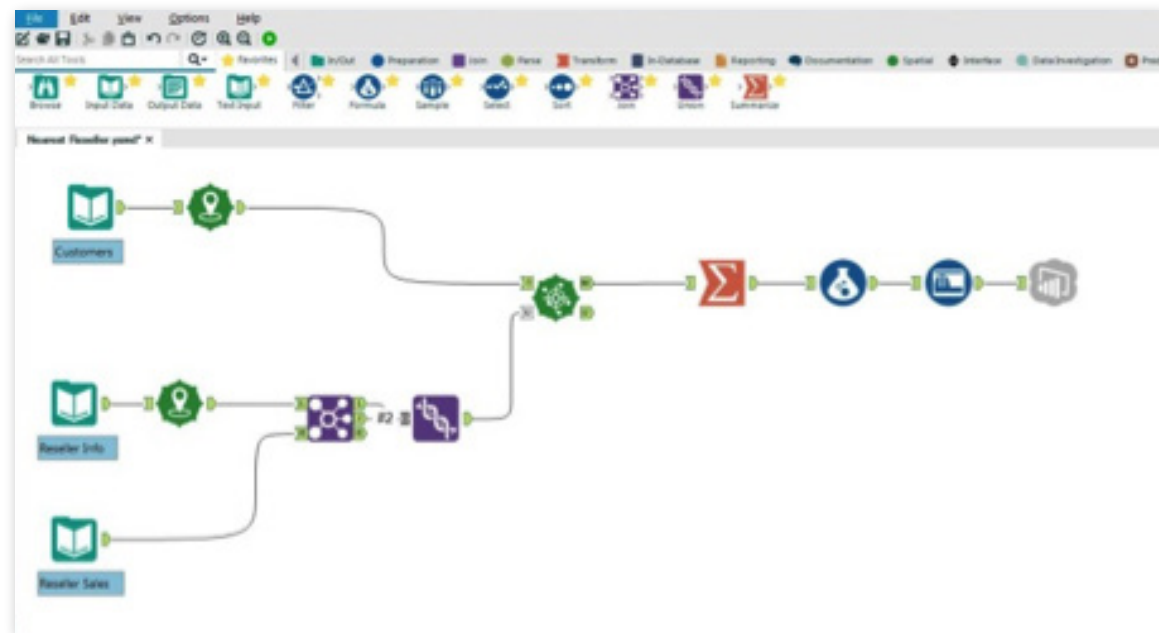 File Edit View Options Help
Search All Tools Favorites In/Out Preparation Join Parse Transform In-Database Reporting Documentation Spatial Interface Data Investigation
Browse Input Data Output Data Text Input Filter Formula Sample Select Sort Join Union Summarize
Customers
Reseller Info
#2
Reseller Sales